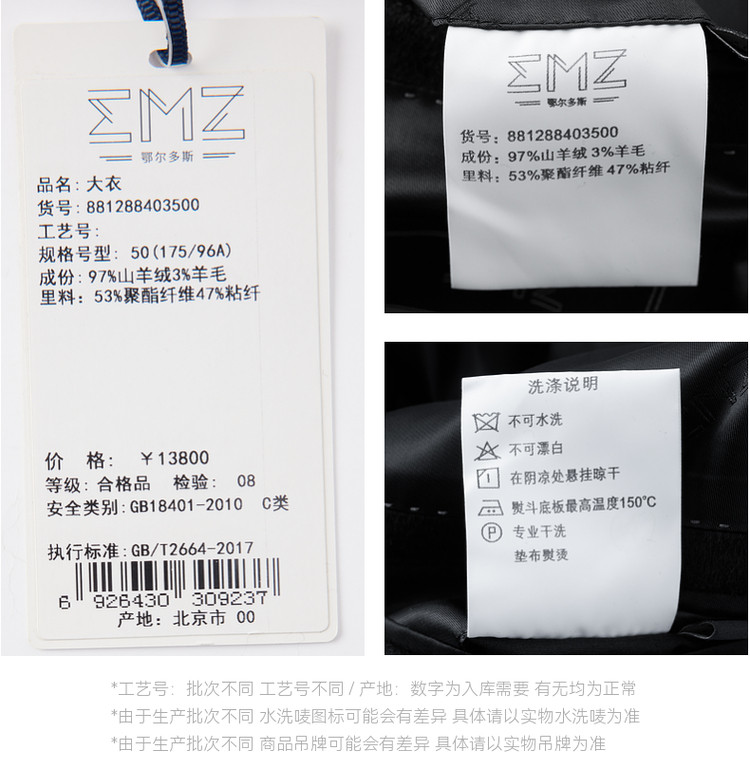 EMZ
鄂尔多斯
品名: 大衣
货号: 881288403500
工艺号:
规格号型: 50(175/96A)
成份: 97%山羊绒3%羊毛
里料: 53%聚酯纤维47%粘纤
价 格: ￥13800
等级: 合格品 检验: 08
安全类别:GB18401-2010 C类
执行标准:GB/T2664-2017
6 926430 309237
产地: 北京市 00
EMZ
鄂尔多斯
货号: 881288403500
成份: 97%山羊绒 3%羊毛
里料: 53%聚酯纤维 47%粘纤
洗涤说明
不可水洗
不可漂白
在阴凉处悬挂晾干
熨斗底板最高温度150℃
P 专业干洗
垫布熨烫
*工艺号: 批次不同 工艺号不同 / 产地: 数字为入库需要 有无均为正常
*由于生产批次不同 水洗唛图标可能会有差异 具体请以实物水洗唛为准
*由于生产批次不同 商品吊牌可能会有差异 具体请以实物吊牌为准